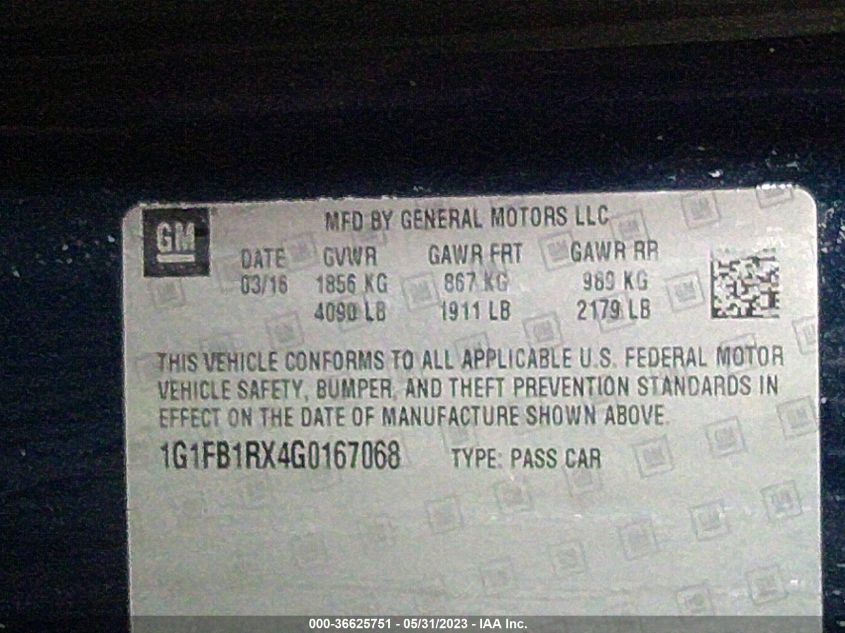 GM
MFD BY GENERAL MOTORS LLC
DATE GVWR GAWR FRT GAWR RR
03/16 1856 KG 867 KG 989 KG
4090 LB 1911 LB 2179 LB
THIS VEHICLE CONFORMS TO ALL APPLICABLE U.S. FEDERAL MOTOR
VEHICLE SAFETY, BUMPER, AND THEFT PREVENTION STANDARDS IN
EFFECT ON THE DATE OF MANUFACTURE SHOWN ABOVE.
1G1FB1RX4G0167068 TYPE: PASS CAR
000-36625751 - 05/31/2023 - IAA Inc.